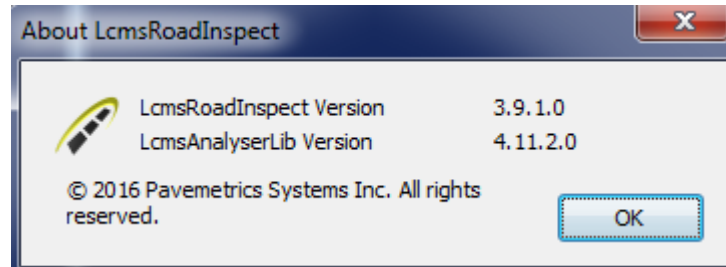 About LcmsRoadInspect
LcmsRoadInspect Version 3.9.1.0
LcmsAnalyserLib Version 4.11.2.0
© 2016 Pavemetrics Systems Inc. All rights
reserved.
OK